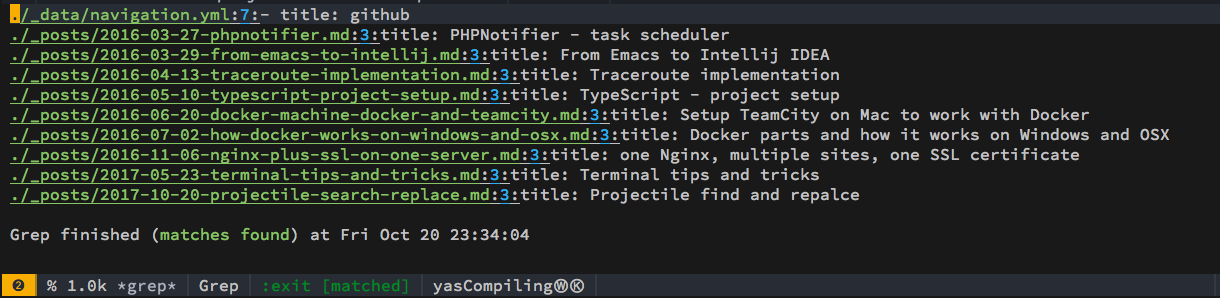 ./_data/navigation.yml:7:- title: github
./_posts/2016-03-27-phpnotifier.md:3:title: PHPNotifier - task scheduler
./_posts/2016-03-29-from-emacs-to-intellij.md:3:title: From Emacs to Intellij IDEA
./_posts/2016-04-13-traceroute-implementation.md:3:title: Traceroute implementation
./_posts/2016-05-10-typescript-project-setup.md:3:title: TypeScript - project setup
./_posts/2016-06-20-docker-machine-docker-and-teamcity.md:3:title: Setup TeamCity on Mac to work with Docker
./_posts/2016-07-02-how-docker-works-on-windows-and-osx.md:3:title: Docker parts and how it works on Windows and OSX
./_posts/2016-11-06-nginx-plus-ssl-on-one-server.md:3:title: one Nginx, multiple sites, one SSL certificate
./_posts/2017-05-23-terminal-tips-and-tricks.md:3:title: Terminal tips and tricks
./_posts/2017-10-20-projectile-search-replace.md:3:title: Projectile find and repalce
Grep finished (matches found) at Fri Oct 20 23:34:04
❷ % 1.0k *grep* Grep :exit [matched] yasCompilingⓌⓀ